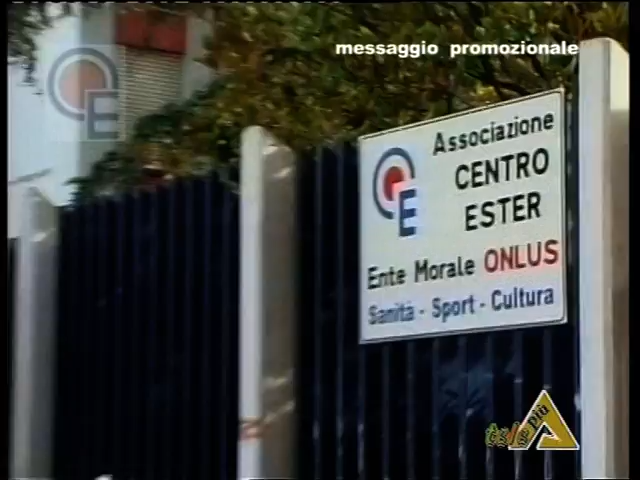 messaggio promozionale
Associazione
CENTRO
ESTER
Ente Morale ONLUS
Sanità - Sport - Cultura